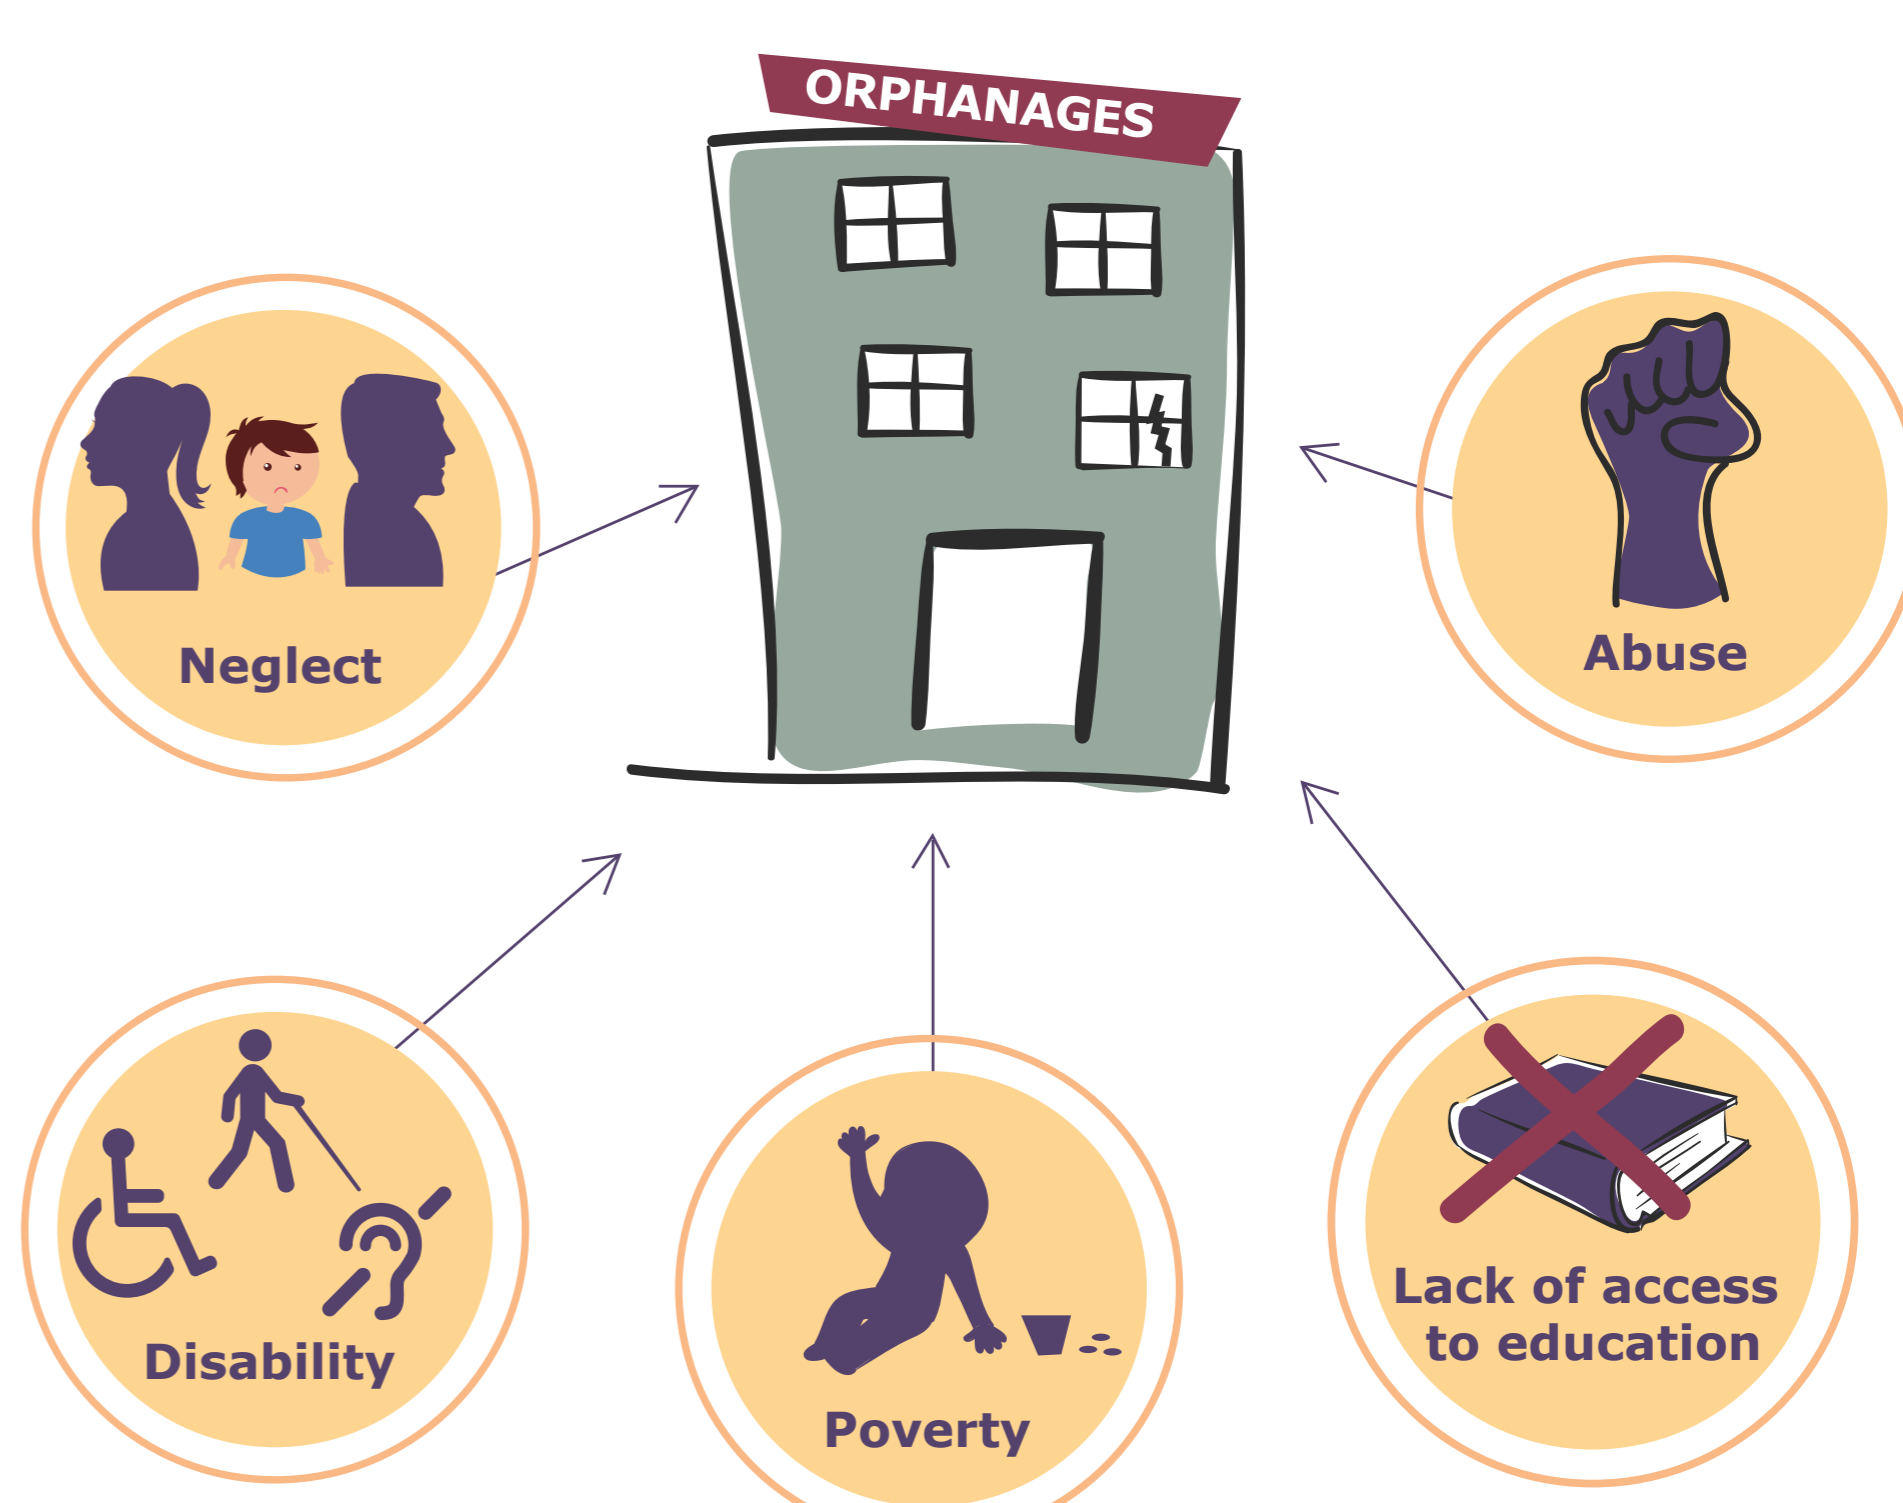 ORPHANAGES
Neglect
Abuse
Disability
Poverty
Lack of access
to education